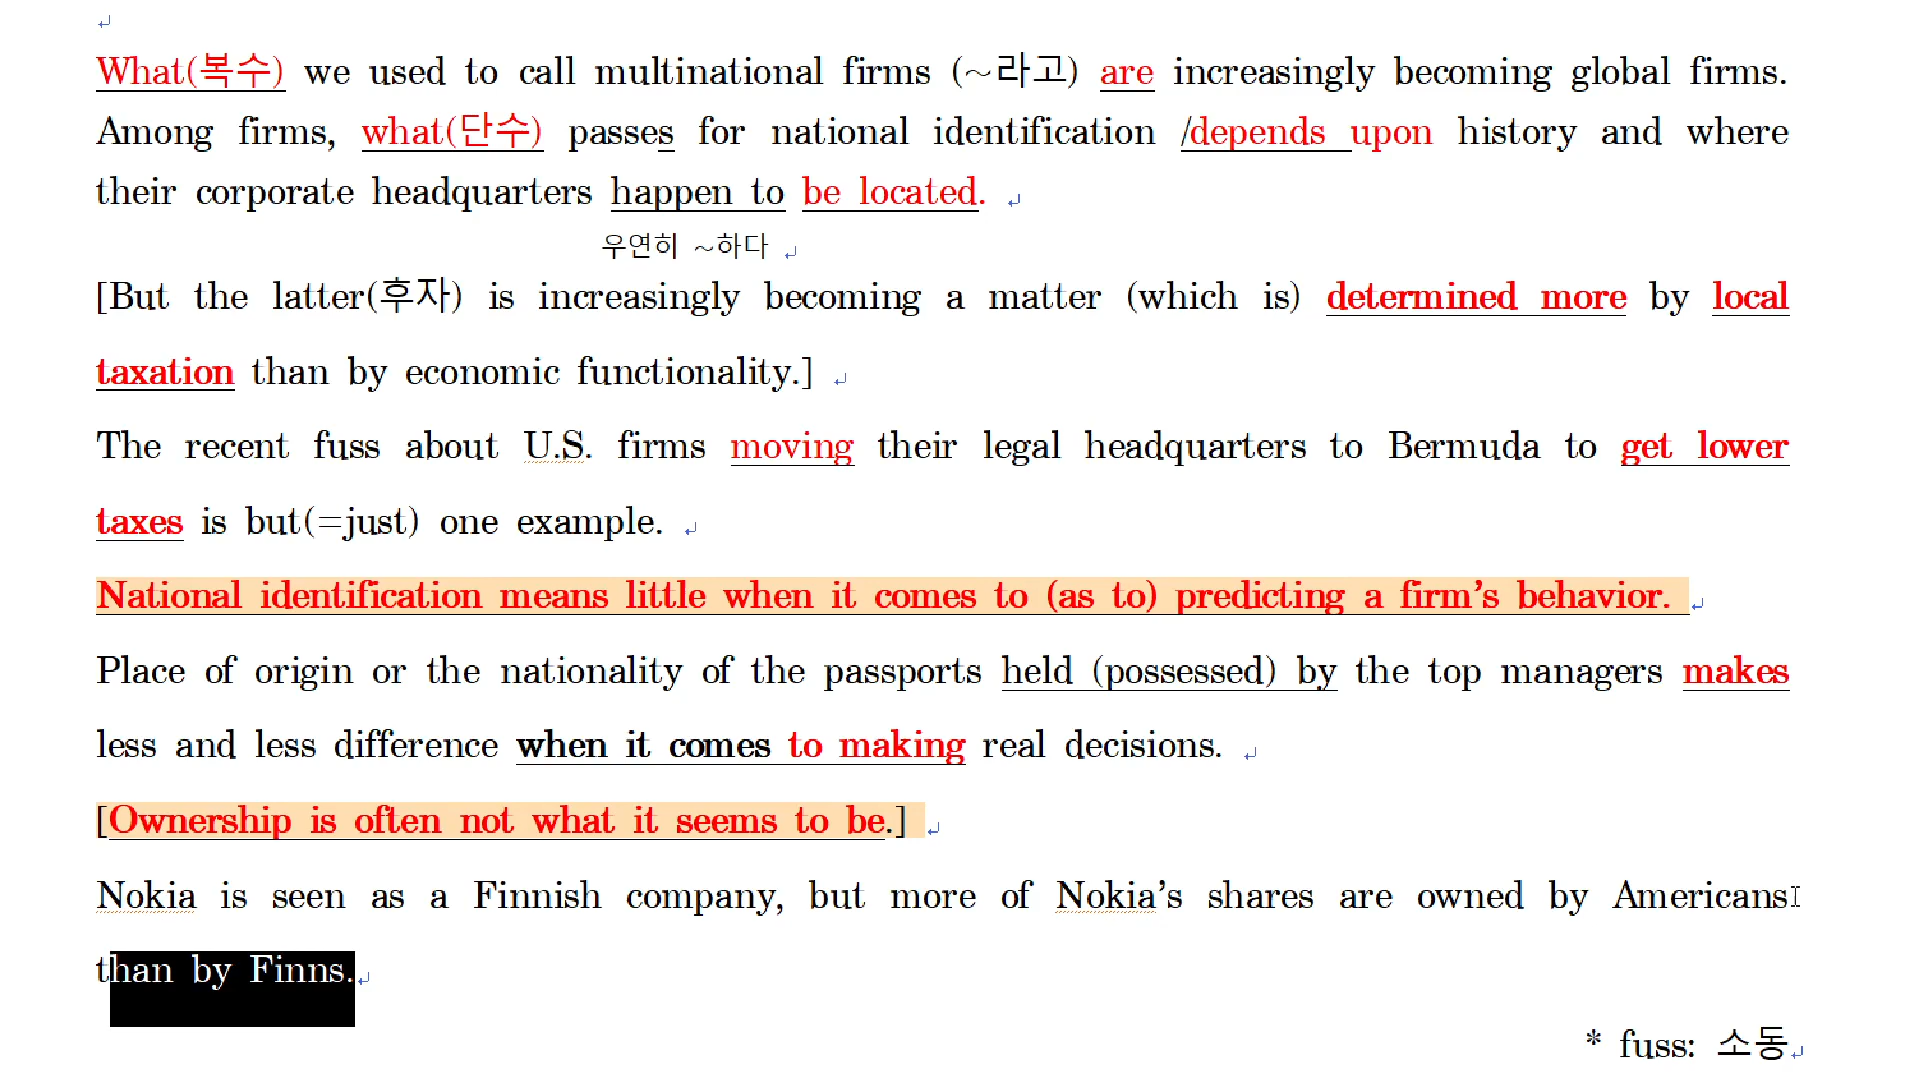 What(복수) we used to call multinational firms (~라고) are increasingly becoming global firms.
Among firms, what(단수) passes for national identification /depends upon history and where
their corporate headquarters happen to be located.
우연히 ~하다
[But the latter(후자) is increasingly becoming a matter (which is) determined more by local
taxation than by economic functionality.]
The recent fuss about U.S. firms moving their legal headquarters to Bermuda to get lower
taxes is but(=just) one example.
National identification means little when it comes to (as to) predicting a firm’s behavior.
Place of origin or the nationality of the passports held (possessed) by the top managers makes
less and less difference when it comes to making real decisions.
[Ownership is often not what it seems to be.]
Nokia is seen as a Finnish company, but more of Nokia’s shares are owned by Americans
than by Finns.
* fuss: 소동